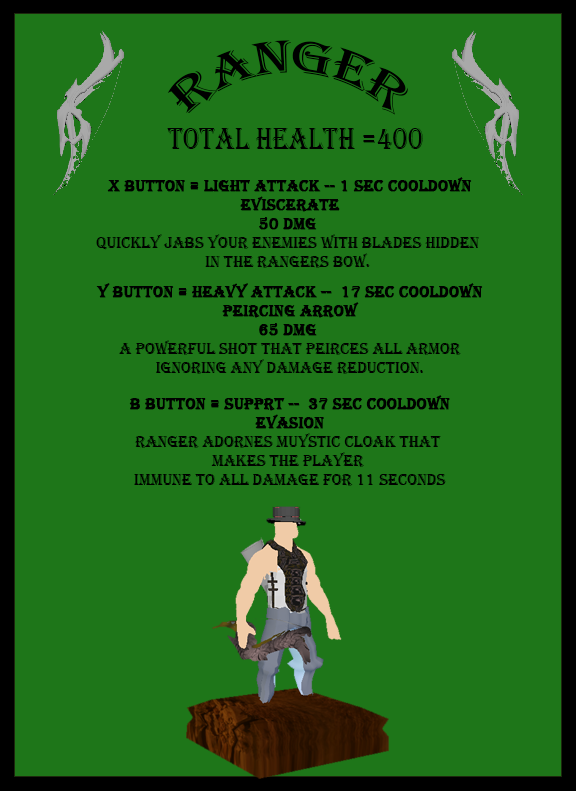 RANGER
TOTAL HEALTH =400
X BUTTON = LIGHT ATTACK -- 1 SEC COOLDOWN
EVISCERATE
50 DMG
QUICKLY JABS YOUR ENEMIES WITH BLADES HIDDEN
IN THE RANGERS BOW.
Y BUTTON = HEAVY ATTACK -- 17 SEC COOLDOWN
PEIRCING ARROW
65 DMG
A POWERFUL SHOT THAT PEIRCES ALL ARMOR
IGNORING ANY DAMAGE REDUCTION.
B BUTTON = SUPPRT -- 37 SEC COOLDOWN
EVASION
RANGER ADORNES MUYSTIC CLOAK THAT
MAKES THE PLAYER
IMMUNE TO ALL DAMAGE FOR 11 SECONDS